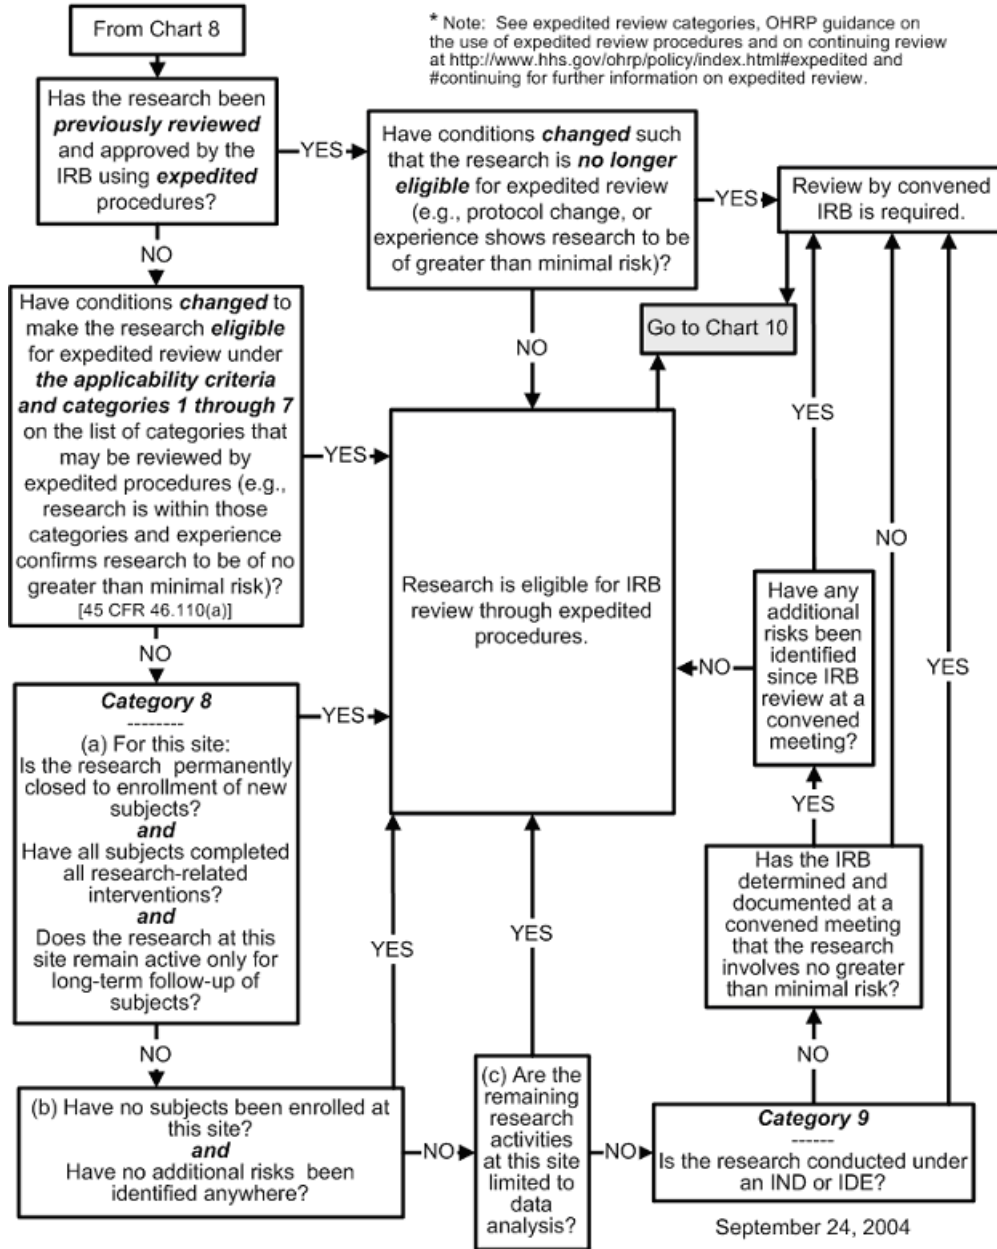 From Chart 8
* Note: See expedited review categories, OHRP guidance on
the use of expedited review procedures and on continuing review
at http://www.hhs.gov/ohrp/policy/index.html#expedited and
#continuing for further information on expedited review.
Has the research been
previously reviewed
and approved by the
IRB using expedited
procedures?
YES
Have conditions changed such
that the research is no longer
eligible for expedited review
(e.g., protocol change, or
experience shows research to be
of greater than minimal risk)?
YES
Review by convened
IRB is required.
NO
NO
Go to Chart 10
Have conditions changed to
make the research eligible
for expedited review under
the applicability criteria
and categories 1 through 7
on the list of categories that
may be reviewed by
expedited procedures (e.g.,
research is within those
categories and experience
confirms research to be of no
greater than minimal risk)?
[45 CFR 46.110(a)]
YES
Research is eligible for IRB
review through expedited
procedures.
YES
NO
YES
Have any
additional
risks been
identified
since IRB
review at a
convened
meeting?
NO
NO
Category 8
--------
(a) For this site:
Is the research permanently
closed to enrollment of new
subjects?
and
Have all subjects completed
all research-related
interventions?
and
Does the research at this
site remain active only for
long-term follow-up of
subjects?
YES
YES
YES
YES
Has the IRB
determined and
documented at a
convened meeting
that the research
involves no greater
than minimal risk?
NO
NO
(b) Have no subjects been enrolled at
this site?
and
Have no additional risks been
identified anywhere?
NO
(c) Are the
remaining
research
activities
at this site
limited to
data
analysis?
NO
Category 9
------
Is the research conducted under
an IND or IDE?
September 24, 2004